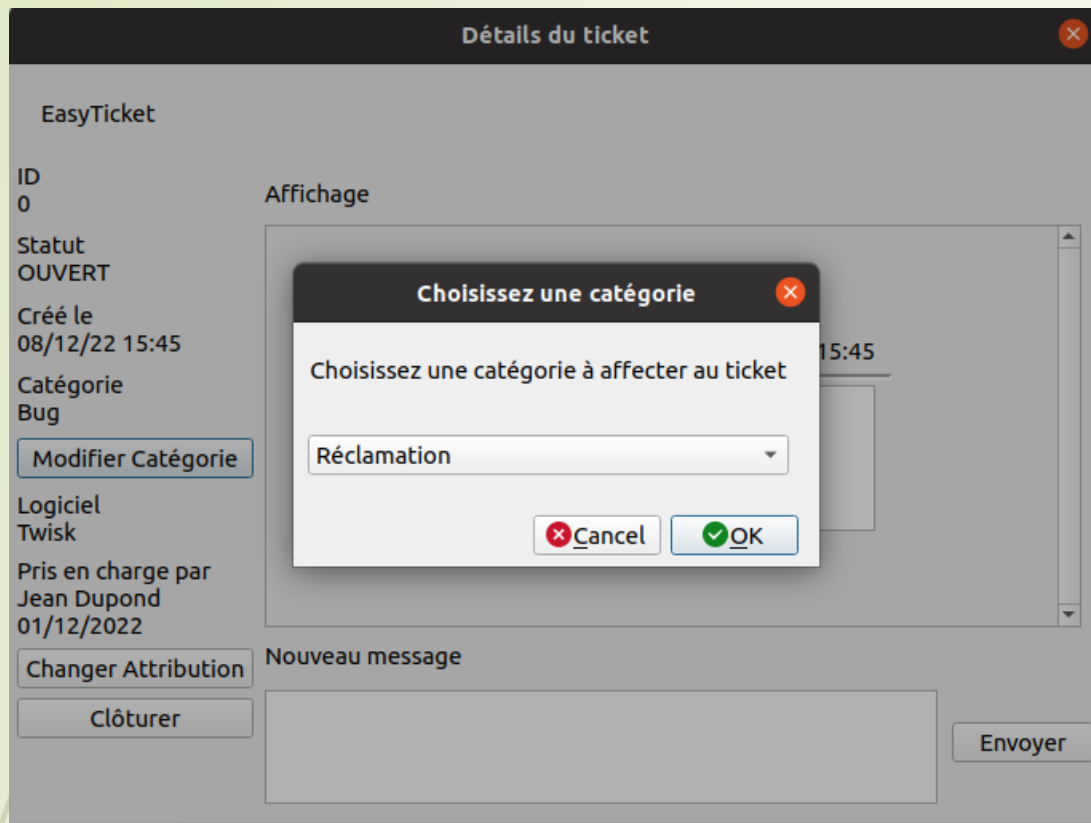 Détails du ticket
EasyTicket
ID
0
Statut
OUVERT
Créé le
08/12/22 15:45
Catégorie
Bug
Modifier Catégorie
Logiciel
Twisk
Pris en charge par
Jean Dupond
01/12/2022
Changer Attribution
Clôturer
Affichage
15:45
Choisissez une catégorie
Choisissez une catégorie à affecter au ticket
Réclamation
Cancel
OK
Nouveau message
Envoyer